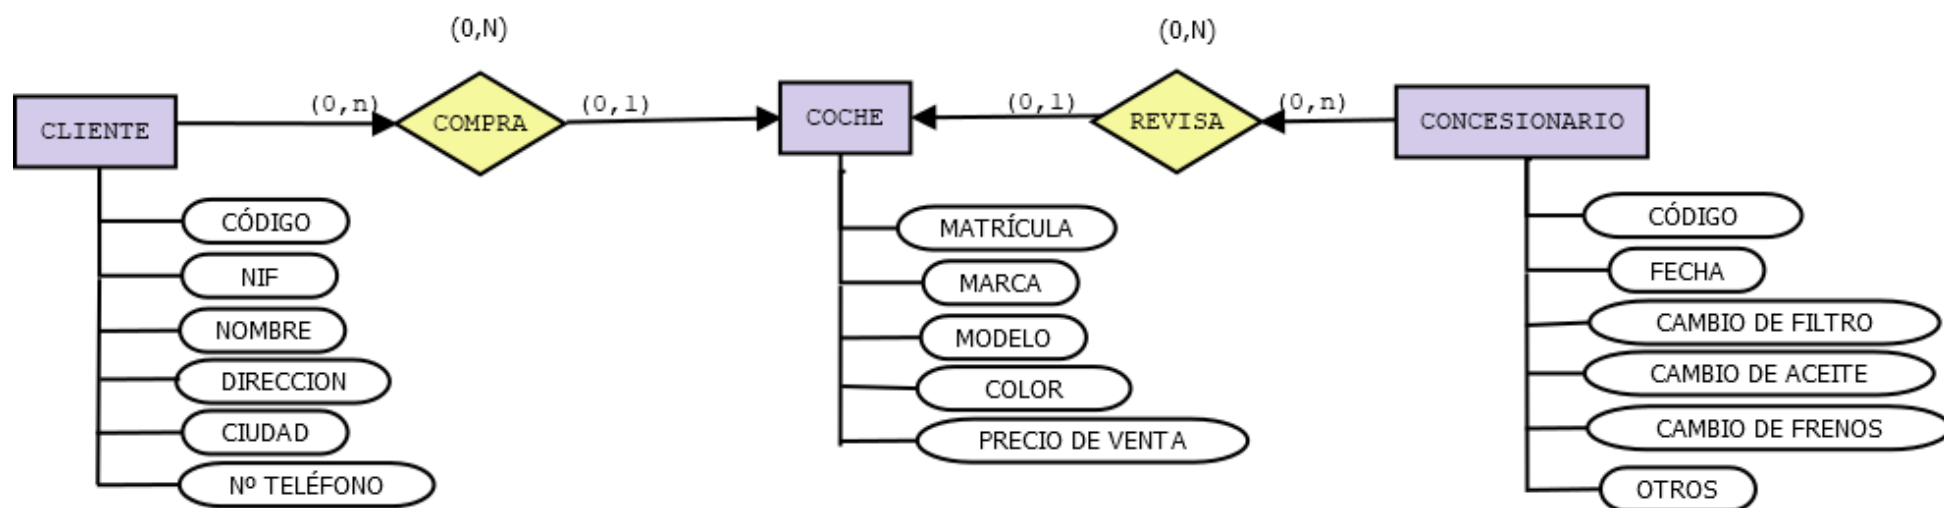 (0,N)
(0,N)
CLIENTE
(0,n)
COMPRA
(0,1)
COCHE
(0,1)
REVISA
(0,n)
CONCESIONARIO
CÓDIGO
NIF
NOMBRE
DIRECCION
CIUDAD
Nº TELÉFONO
MATRÍCULA
MARCA
MODELO
COLOR
PRECIO DE VENTA
CÓDIGO
FECHA
CAMBIO DE FILTRO
CAMBIO DE ACEITE
CAMBIO DE FRENOS
OTROS